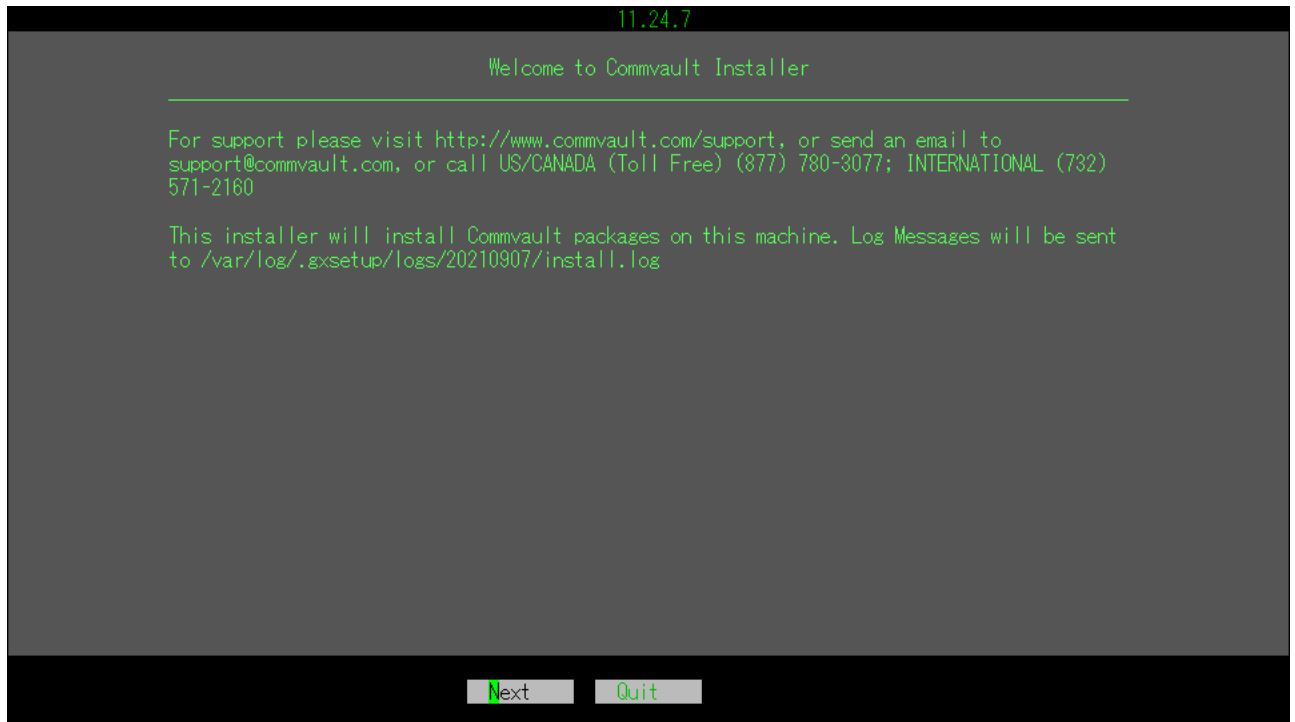 11.24.7
Welcome to Commvault Installer
For support please visit http://www.commvault.com/support, or send an email to
support@commvault.com, or call US/CANADA (Toll Free) (877) 780-3077; INTERNATIONAL (732)
571-2160
This installer will install Commvault packages on this machine. Log Messages will be sent
to /var/log/.gxsetup/logs/20210907/install.log
Next Quit